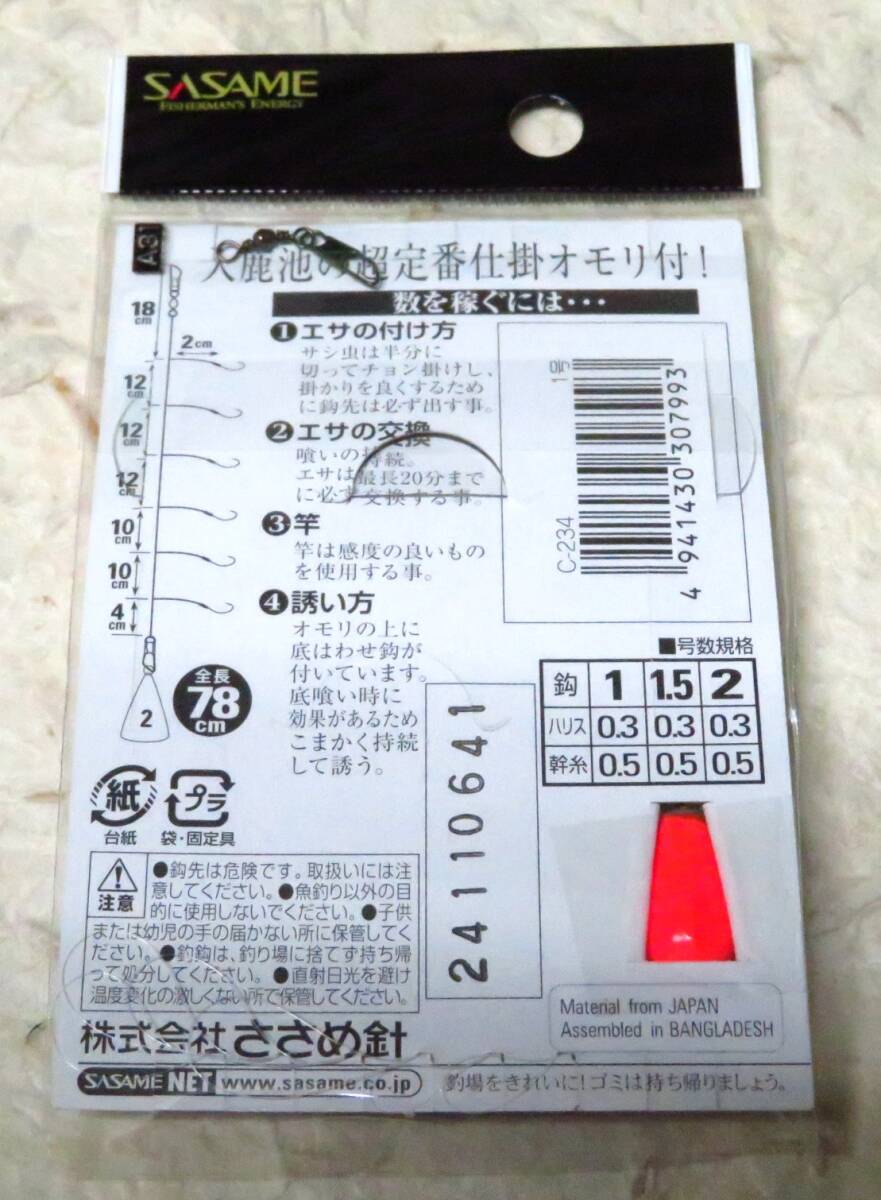 SASAME
FISHERMAN'S ENERGY
A31
大鹿池の超定番仕掛オモリ付!
数を稼ぐには・・・
❶エサの付け方
サシ虫は半分に
切ってチョン掛けし、
掛かりを良くするため
に鈎先は必ず出す事。
❷エサの交換
喰いの持続。
エサは最長20分まで
に必ず交換する事。
❸竿
竿は感度の良いもの
を使用する事。
❹誘い方
オモリの上に
底はわせ鈎が
付いています。
底喰い時に
効果があるため
こまかく持続
して誘う。
18cm
2cm
12cm
12cm
12cm
10cm
10cm
4cm
2
全長
78
cm
1号
C-234
4 941430 307993
■号数規格
鈎 1 1.5 2
ハリス 0.3 0.3 0.3
幹糸 0.5 0.5 0.5
24110641
紙
台紙
プラ
袋・固定具
注意
●鈎先は危険です。取扱いには注
意してください。●魚釣り以外の目
的に使用しないでください。●子供
または幼児の手の届かない所に保管してく
ださい。●釣鈎は、釣り場に捨てず持ち帰
って処分してください。●直射日光を避け
温度変化の激しくない所で保管してください。
Material from JAPAN
Assembled in BANGLADESH
株式会社 ささめ針
SASAME NET www.sasame.co.jp
釣場をきれいに!ゴミは持ち帰りましょう。